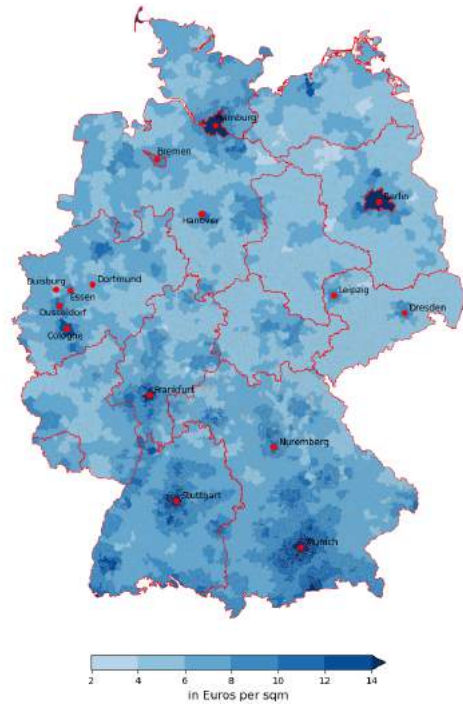 Hamburg
Bremen
Berlin
Hanover
Duisburg
Dortmund
Essen
Leipzig
Dusseldorf
Dresden
Cologne
Frankfurt
Nuremberg
Stuttgart
Munich
2 4 6 8 10 12 14
in Euros per sqm